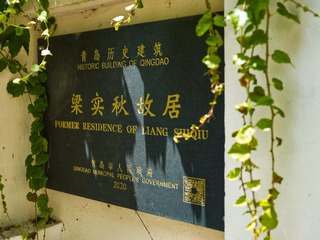 青岛历史建筑
HISTORIC BUILDING OF QINGDAO
梁实秋故居
FORMER RESIDENCE OF LIANG SHIQIU
青岛市人民政府
QINGDAO MUNICIPAL PEOPLE'S GOVERNMENT
2020